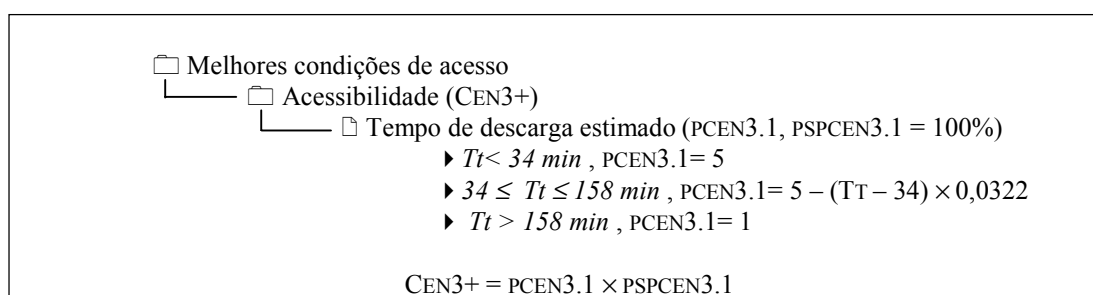 Melhores condições de acesso
Acessibilidade (CEN3+)
Tempo de descarga estimado (PCEN3.1, PSPCEN3.1 = 100%)
Tt< 34 min , PCEN3.1= 5
34 ≤ Tt ≤ 158 min , PCEN3.1= 5 – (TT – 34) × 0,0322
Tt > 158 min , PCEN3.1= 1
CEN3+ = PCEN3.1 × PSPCEN3.1